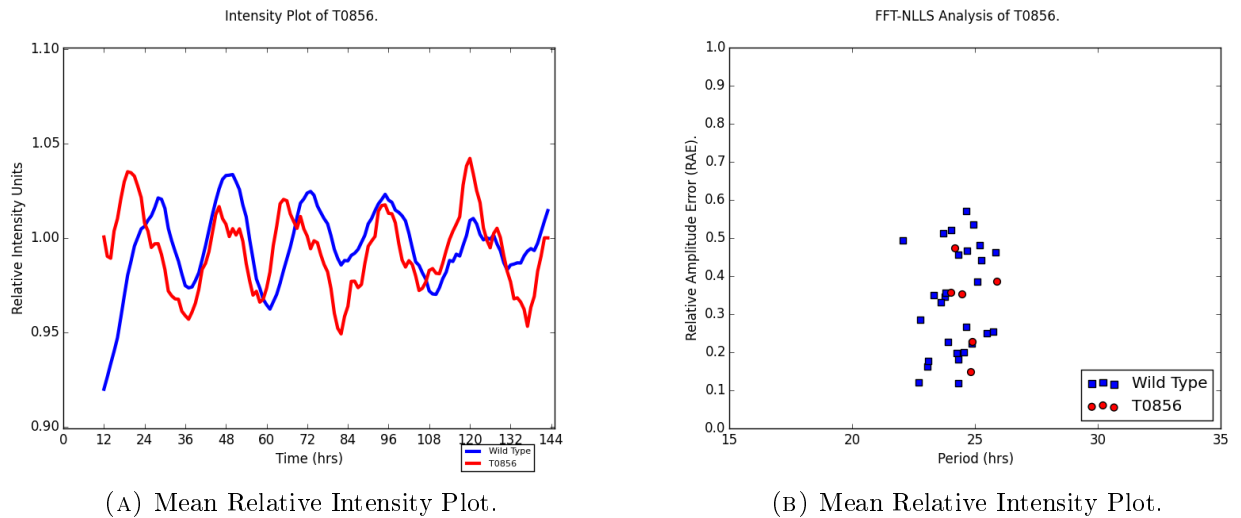 Intensity Plot of T0856.
1.10
1.05
1.00
0.95
0.90
Relative Intensity Units
0 12 24 36 48 60 72 84 96 108 120 132 144
Time (hrs)
Wild Type
T0856
(A) Mean Relative Intensity Plot.
FFT-NLLS Analysis of T0856.
1.0
0.9
0.8
0.7
0.6
0.5
0.4
0.3
0.2
0.1
0.0
Relative Amplitude Error (RAE).
15 20 25 30 35
Period (hrs)
Wild Type
T0856
(B) Mean Relative Intensity Plot.